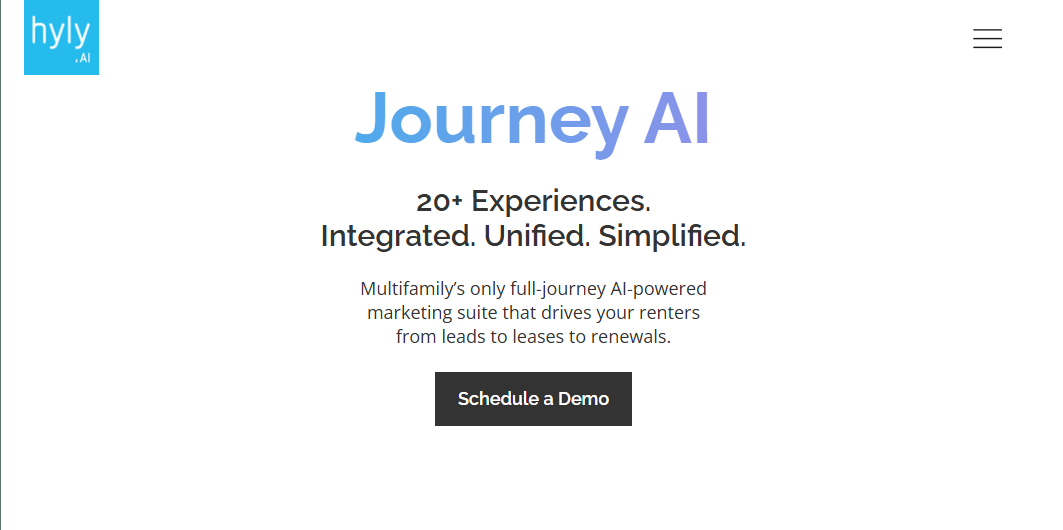 hyly
.AI
Journey AI
20+ Experiences.
Integrated. Unified. Simplified.
Multifamily’s only full-journey AI-powered
marketing suite that drives your renters
from leads to leases to renewals.
Schedule a Demo